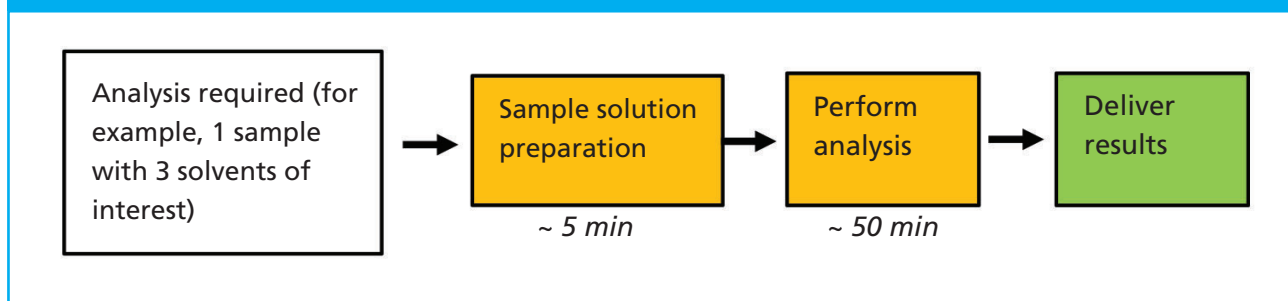 Analysis required (for
example, 1 sample
with 3 solvents of
interest)
Sample solution
preparation
~ 5 min
Perform
analysis
~ 50 min
Deliver
results